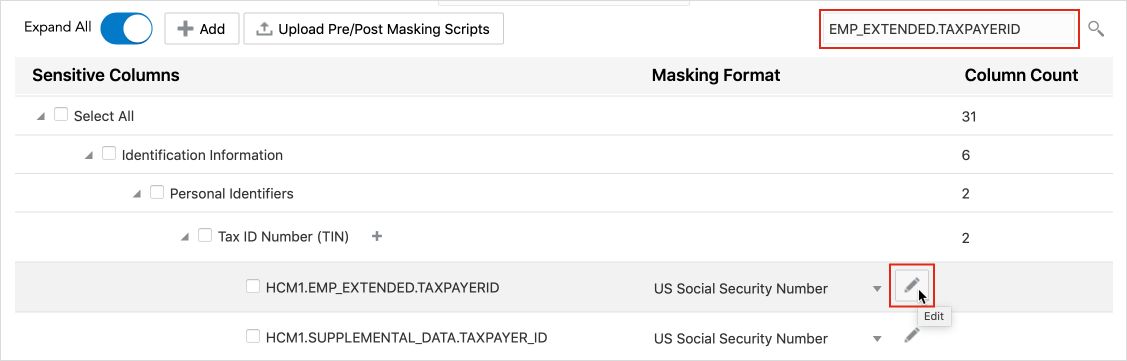 Expand All Add Upload Pre/Post Masking Scripts EMP_EXTENDED.TAXPAYERID
Sensitive Columns Masking Format Column Count
Select All 31
Identification Information 6
Personal Identifiers 2
Tax ID Number (TIN) + 2
HCM1.EMP_EXTENDED.TAXPAYERID US Social Security Number
Edit
HCM1.SUPPLEMENTAL_DATA.TAXPAYER_ID US Social Security Number